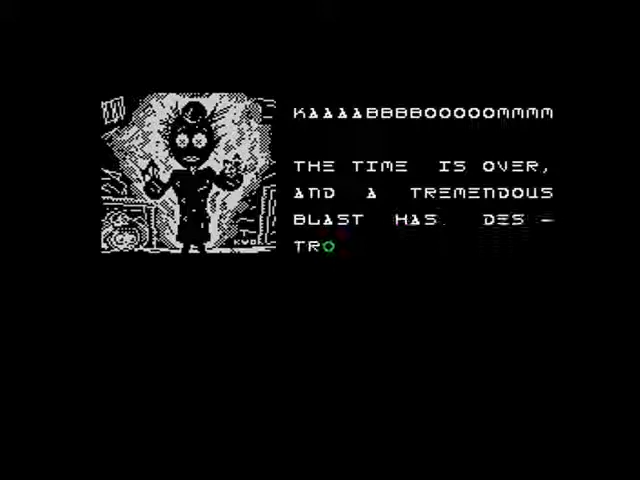 KAAAABBBBOOOOOMMMM
THE TIME IS OVER,
AND A TREMENDOUS
BLAST HAS DES-
TRO